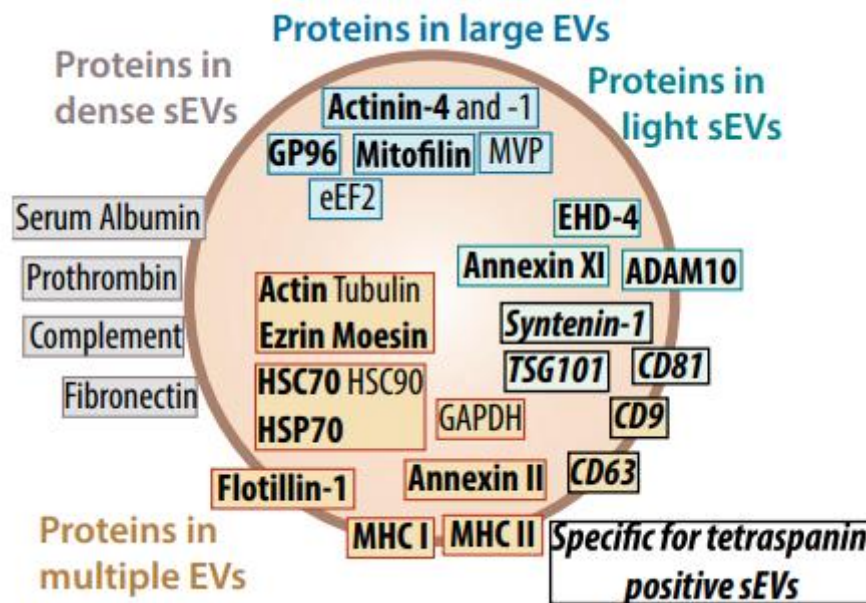 Proteins in large EVs
Proteins in
dense sEVs
Proteins in
light sEVs
Actinin-4 and -1
GP96 Mitofilin MVP
eEF2
Serum Albumin
Prothrombin
Complement
Fibronectin
EHD-4
Annexin XI ADAM10
Actin Tubulin
Ezrin Moesin
Syntenin-1
TSG101 CD81
HSC70 HSC90
HSP70
GAPDH
CD9
Flotillin-1
Annexin II
CD63
MHC I MHC II
Proteins in
multiple EVs
Specific for tetraspanin
positive sEVs